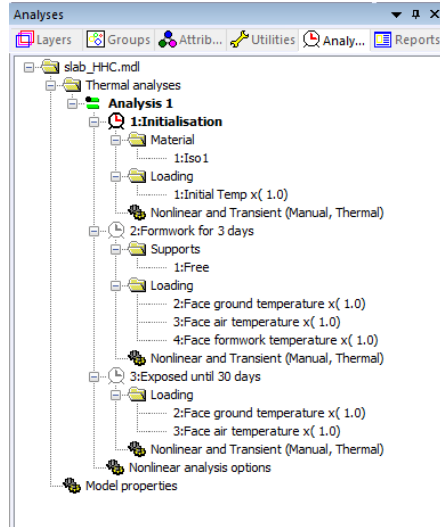 Analyses
Layers Groups Attrib... Utilities Analy... Reports
slab_HHC.mdl
Thermal analyses
Analysis 1
1:Initialisation
Material
1:Iso1
Loading
1:Initial Temp x( 1.0)
Nonlinear and Transient (Manual, Thermal)
2:Formwork for 3 days
Supports
1:Free
Loading
2:Face ground temperature x( 1.0)
3:Face air temperature x( 1.0)
4:Face formwork temperature x( 1.0)
Nonlinear and Transient (Manual, Thermal)
3:Exposed until 30 days
Loading
2:Face ground temperature x( 1.0)
3:Face air temperature x( 1.0)
Nonlinear and Transient (Manual, Thermal)
Nonlinear analysis options
Model properties